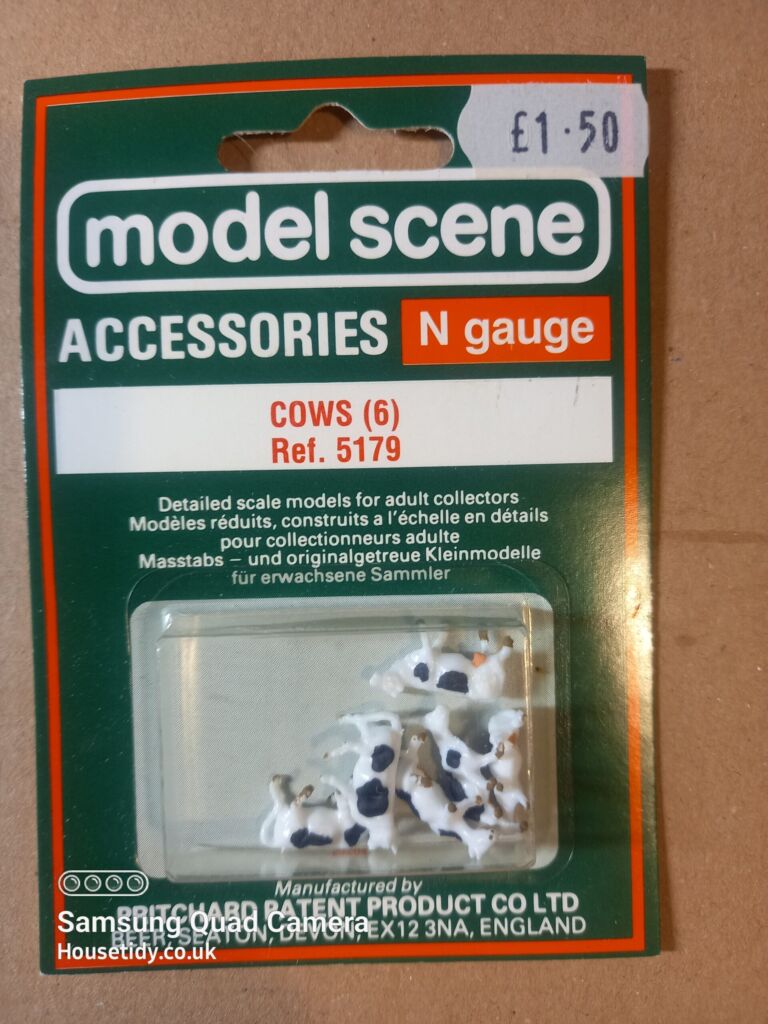 £1·50
model scene
ACCESSORIES N gauge
COWS (6)
Ref. 5179
Detailed scale models for adult collectors
Modèles réduits, construits a l'échelle en détails
pour collectionneurs adulte
Masstabs – und originalgetreue Kleinmodelle
für erwachsene Sammler
Manufactured by
PRITCHARD PATENT PRODUCT CO LTD
BEER, SEATON, DEVON, EX12 3NA, ENGLAND
Samsung Quad Camera
Housetidy.co.uk